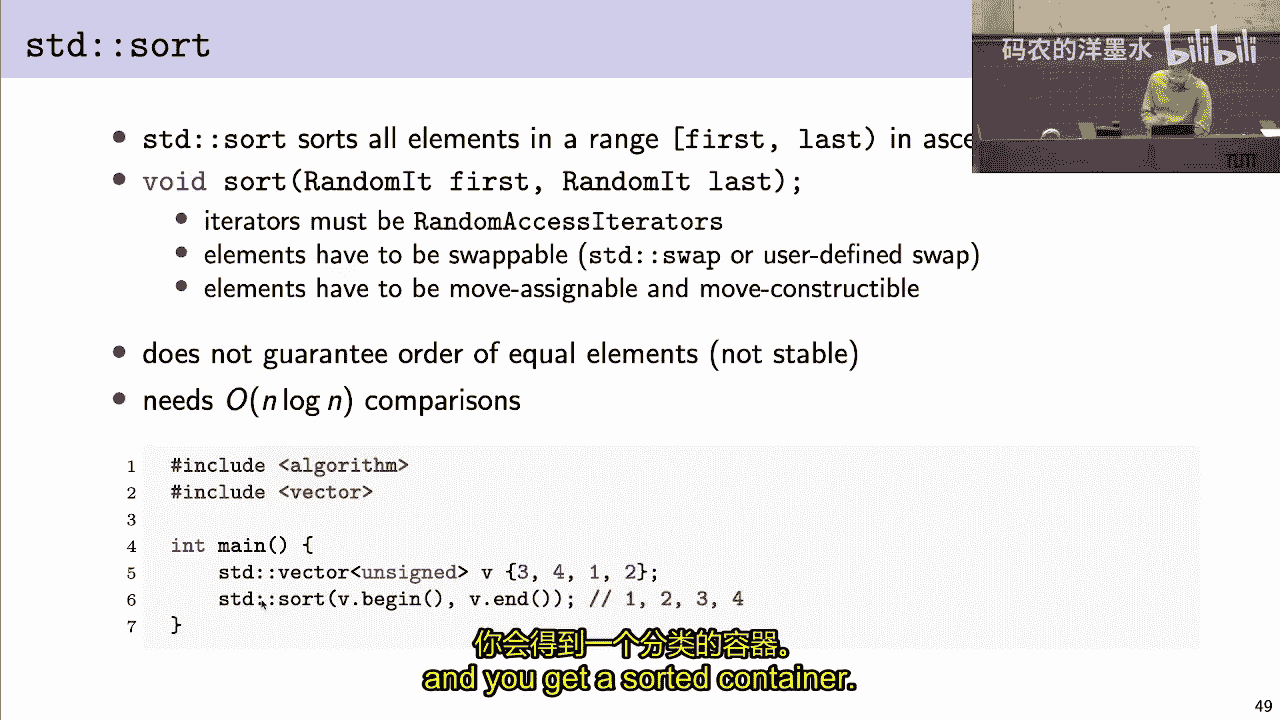 std::sort
码农的洋墨水 bilibili
TUM
• std::sort sorts all elements in a range [first, last) in asce
• void sort(RandomIt first, RandomIt last);
• iterators must be RandomAccessIterators
• elements have to be swappable (std::swap or user-defined swap)
• elements have to be move-assignable and move-constructible
• does not guarantee order of equal elements (not stable)
• needs O(n log n) comparisons
1 #include <algorithm>
2 #include <vector>
3
4 int main() {
5 std::vector<unsigned> v {3, 4, 1, 2};
6 std::sort(v.begin(), v.end()); // 1, 2, 3, 4
7 }
你会得到一个分类的容器。
and you get a sorted container.
49